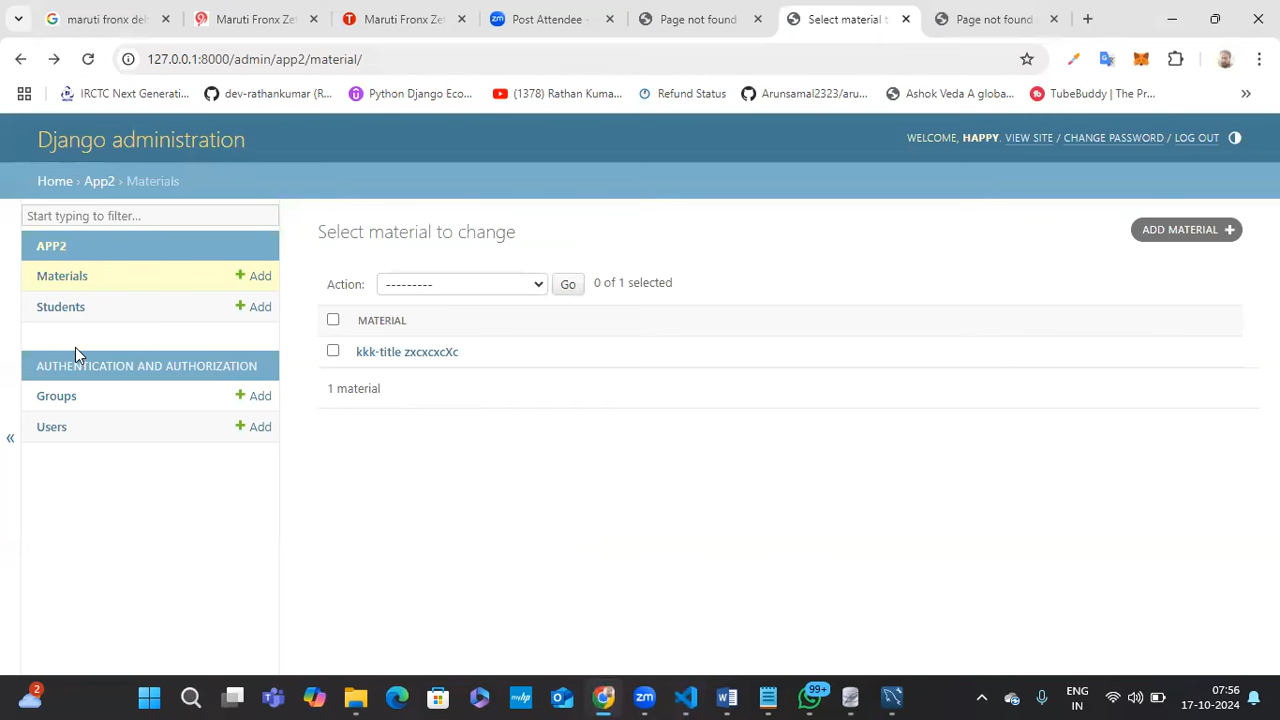 maruti fronx del
Maruti Fronx Ze
Maruti Fronx Ze
Post Attendee -
Page not found
Select material t
Page not found
127.0.0.1:8000/admin/app2/material/
IRCTC Next Generati...
dev-rathankumar (R...
Python Django Eco...
(1378) Rathan Kuma...
Refund Status
Arunsamal2323/aru...
Ashok Veda A globa...
TubeBuddy | The Pr...
Django administration
WELCOME, HAPPY. VIEW SITE / CHANGE PASSWORD / LOG OUT
Home › App2 › Materials
Start typing to filter...
APP2
Materials + Add
Students + Add
AUTHENTICATION AND AUTHORIZATION
Groups + Add
Users + Add
Select material to change
ADD MATERIAL +
Action: --------- Go 0 of 1 selected
MATERIAL
kkk-title zxcxcxcXc
1 material
2
99+
ENG
IN
07:56
17-10-2024